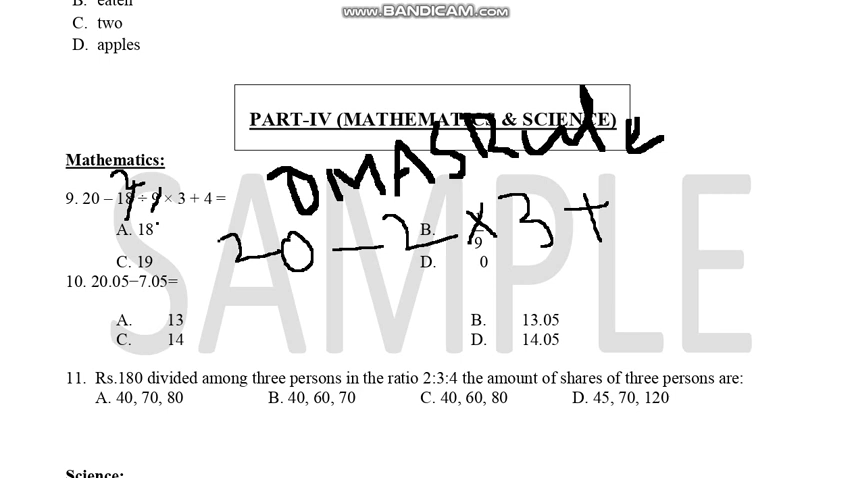 B. eaten
www.BANDICAM.com
C. two
D. apples
PART-IV (MATHEMATICS & SCIENCE)
DMAS Rule
Mathematics:
9. 20 – 18 ÷ 9 × 3 + 4 =
20 – 2 × 3 +
A. 18
B. 9
C. 19
D. 0
10. 20.05−7.05=
A. 13
B. 13.05
C. 14
D. 14.05
11. Rs.180 divided among three persons in the ratio 2:3:4 the amount of shares of three persons are:
A. 40, 70, 80 B. 40, 60, 70 C. 40, 60, 80 D. 45, 70, 120
Science:
SAMPLE